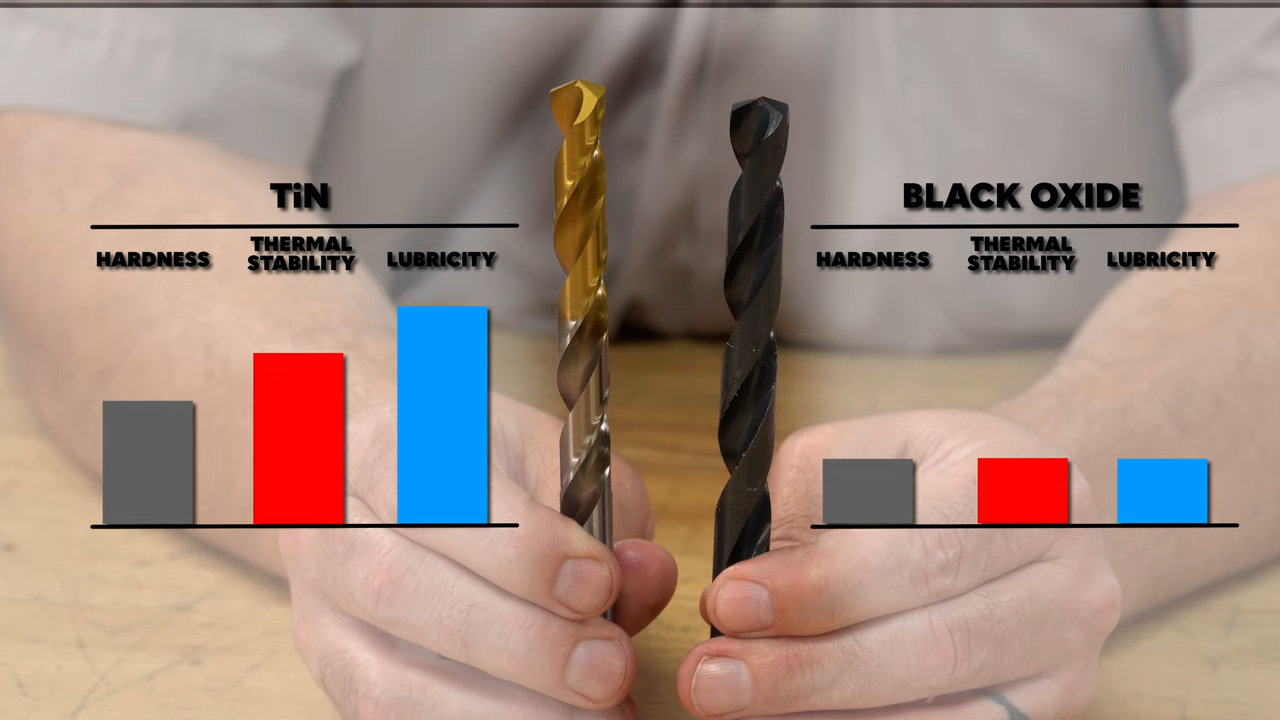 TiN
HARDNESS
THERMAL
STABILITY
LUBRICITY
BLACK OXIDE
HARDNESS
THERMAL
STABILITY
LUBRICITY